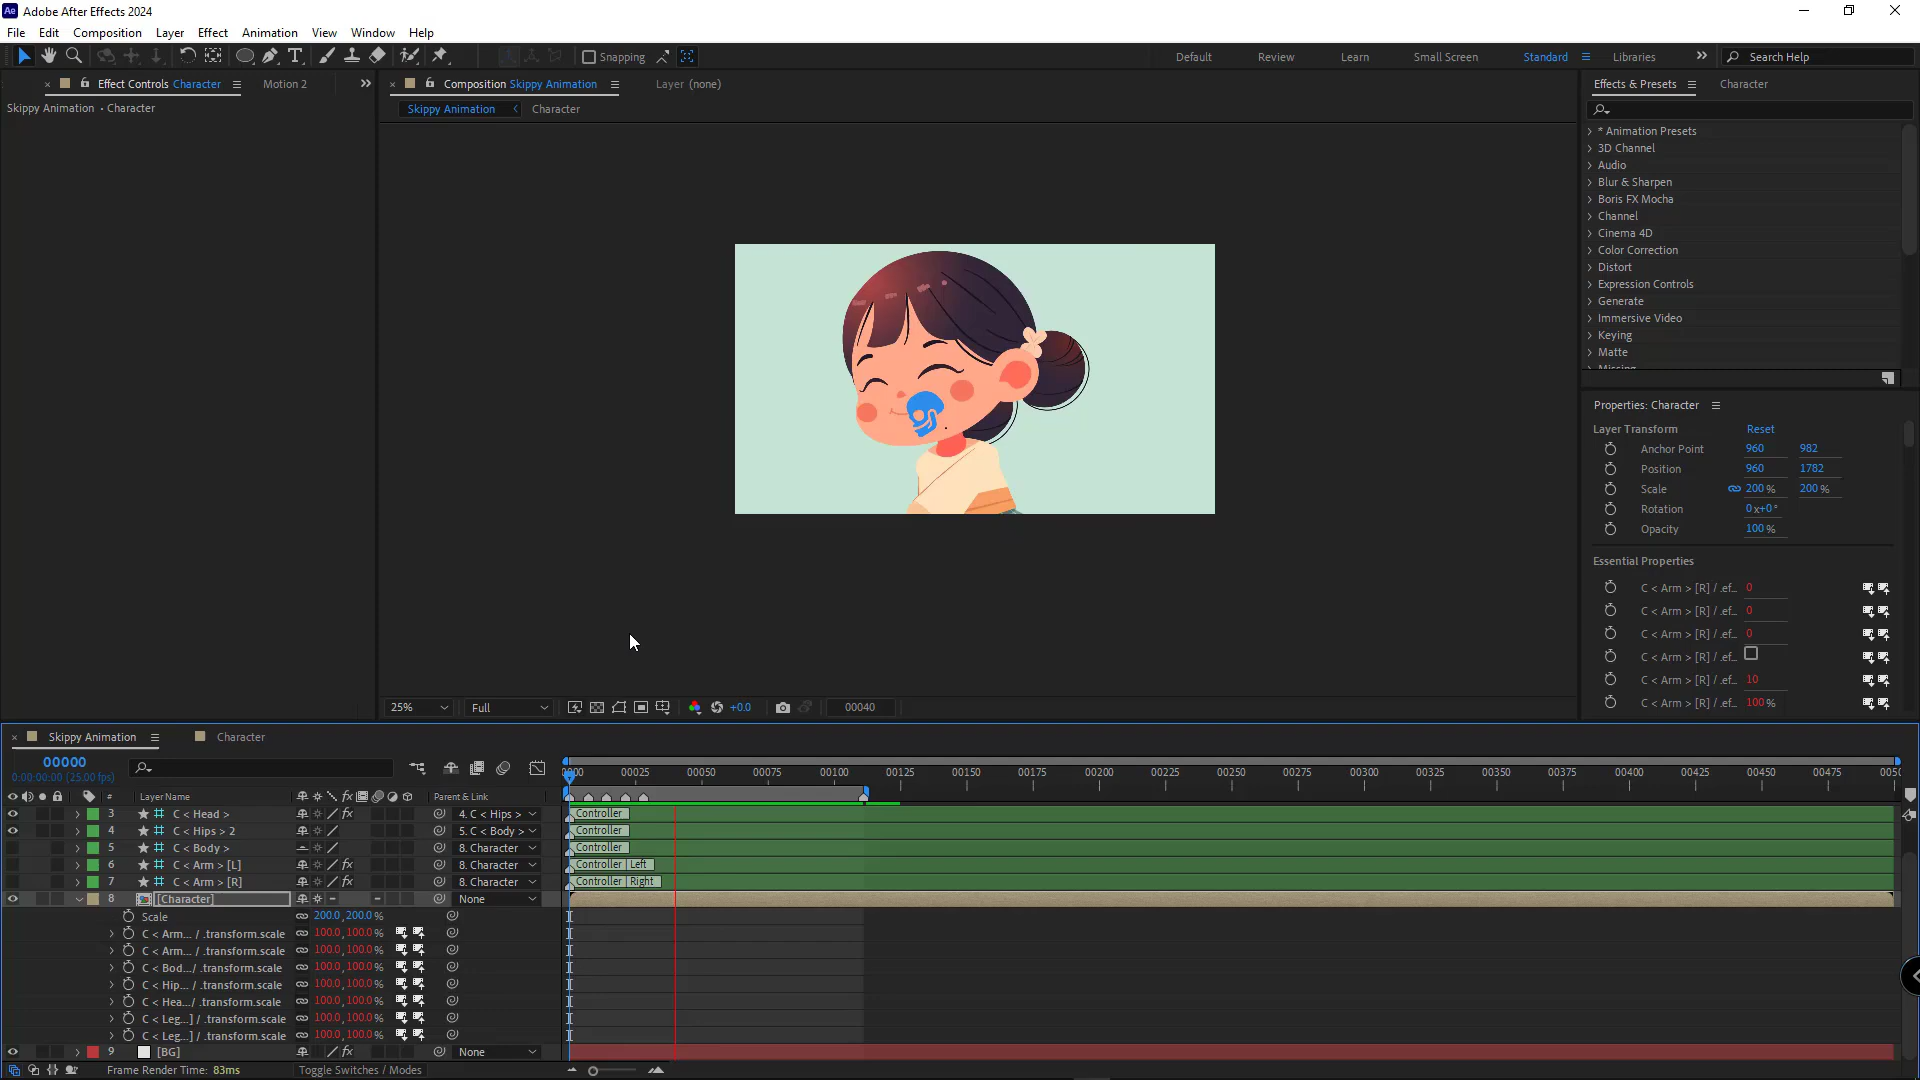 Ae Adobe After Effects 2024
File Edit Composition Layer Effect Animation View Window Help
Snapping
Default Review Learn Small Screen Standard Libraries Search Help
Effect Controls Character Motion 2
Skippy Animation • Character
Composition Skippy Animation Layer (none)
Skippy Animation Character
Effects & Presets Character
* Animation Presets
3D Channel
Audio
Blur & Sharpen
Boris FX Mocha
Channel
Cinema 4D
Color Correction
Distort
Expression Controls
Generate
Immersive Video
Keying
Matte
Missing
Properties: Character
Layer Transform Reset
Anchor Point 960 982
Position 960 1782
Scale 200 % 200 %
Rotation 0x+0°
Opacity 100 %
Essential Properties
C < Arm > [R] / .ef... 0
C < Arm > [R] / .ef... 0
C < Arm > [R] / .ef... 0
C < Arm > [R] / .ef...
C < Arm > [R] / .ef... 10
C < Arm > [R] / .ef... 100 %
25% Full +0.0 00040
Skippy Animation Character
00000
0:00:00:00 (25.00 fps)
0000 00025 00050 00075 00100 00125 00150 00175 00200 00225 00250 00275 00300 00325 00350 00375 00400 00425 00450 00475 0050
# Layer Name fx Parent & Link
3 C < Head > fx 4. C < Hips > Controller
4 C < Hips > 2 5. C < Body > Controller
5 C < Body > 8. Character Controller
6 C < Arm > [L] fx 8. Character Controller | Left
7 C < Arm > [R] fx 8. Character Controller | Right
8 [Character] None
Scale 200.0, 200.0 %
C < Arm... / .transform.scale 100.0, 100.0 %
C < Arm... / .transform.scale 100.0, 100.0 %
C < Bod.../ .transform.scale 100.0, 100.0 %
C < Hip... / .transform.scale 100.0, 100.0 %
C < Hea.../ .transform.scale 100.0, 100.0 %
C < Leg...] / .transform.scale 100.0, 100.0 %
C < Leg...] / .transform.scale 100.0, 100.0 %
9 [BG] fx None
Frame Render Time: 83ms Toggle Switches / Modes